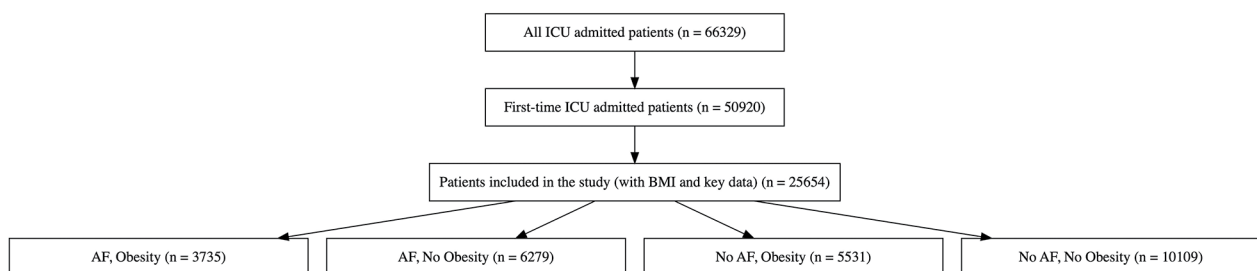 All ICU admitted patients (n = 66329)
First-time ICU admitted patients (n = 50920)
Patients included in the study (with BMI and key data) (n = 25654)
AF, Obesity (n = 3735)
AF, No Obesity (n = 6279)
No AF, Obesity (n = 5531)
No AF, No Obesity (n = 10109)